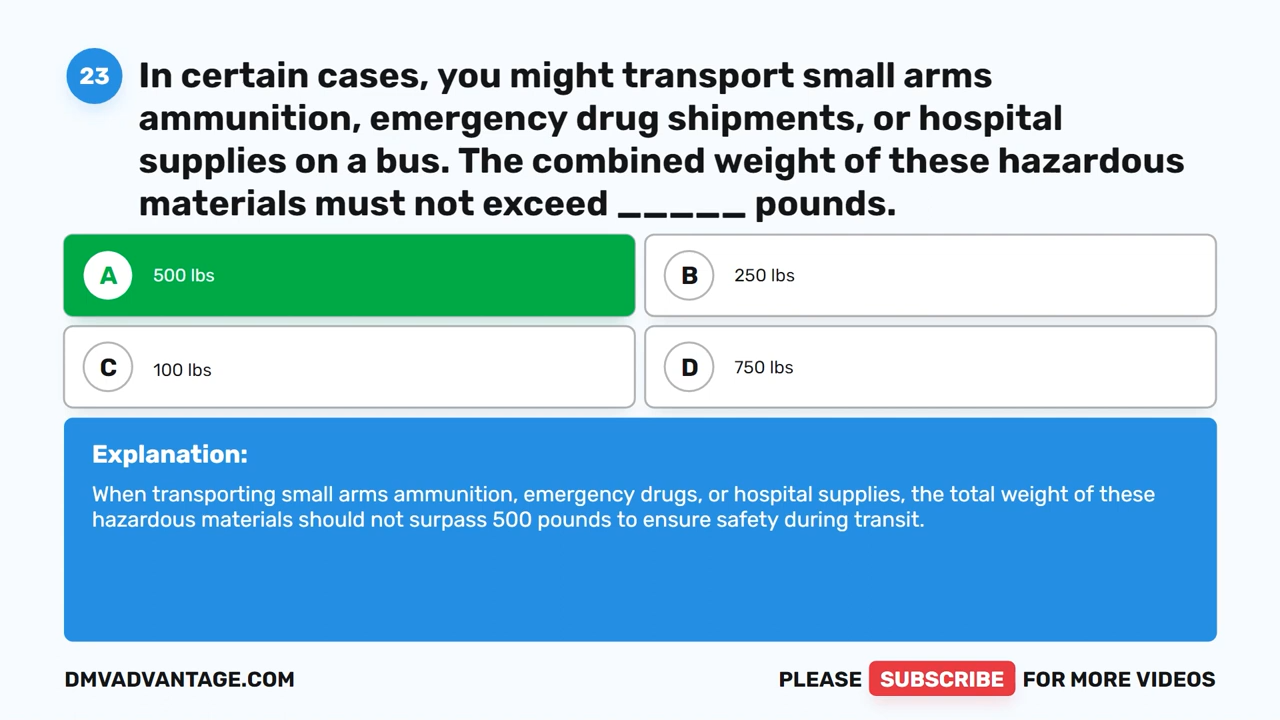 23
In certain cases, you might transport small arms
ammunition, emergency drug shipments, or hospital
supplies on a bus. The combined weight of these hazardous
materials must not exceed _____ pounds.
A 500 lbs
B 250 lbs
C 100 lbs
D 750 lbs
Explanation:
When transporting small arms ammunition, emergency drugs, or hospital supplies, the total weight of these
hazardous materials should not surpass 500 pounds to ensure safety during transit.
DMVADVANTAGE.COM
PLEASE SUBSCRIBE FOR MORE VIDEOS